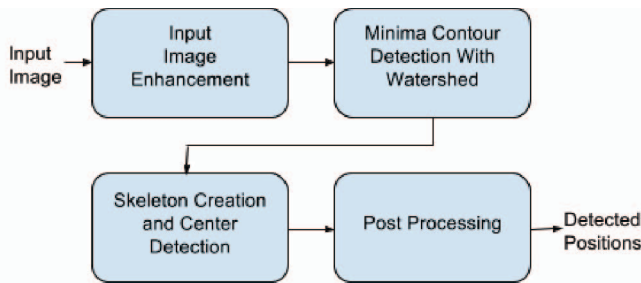 Input
Image
Input
Image
Enhancement
Minima Contour
Detection With
Watershed
Skeleton Creation
and Center
Detection
Post Processing
Detected
Positions